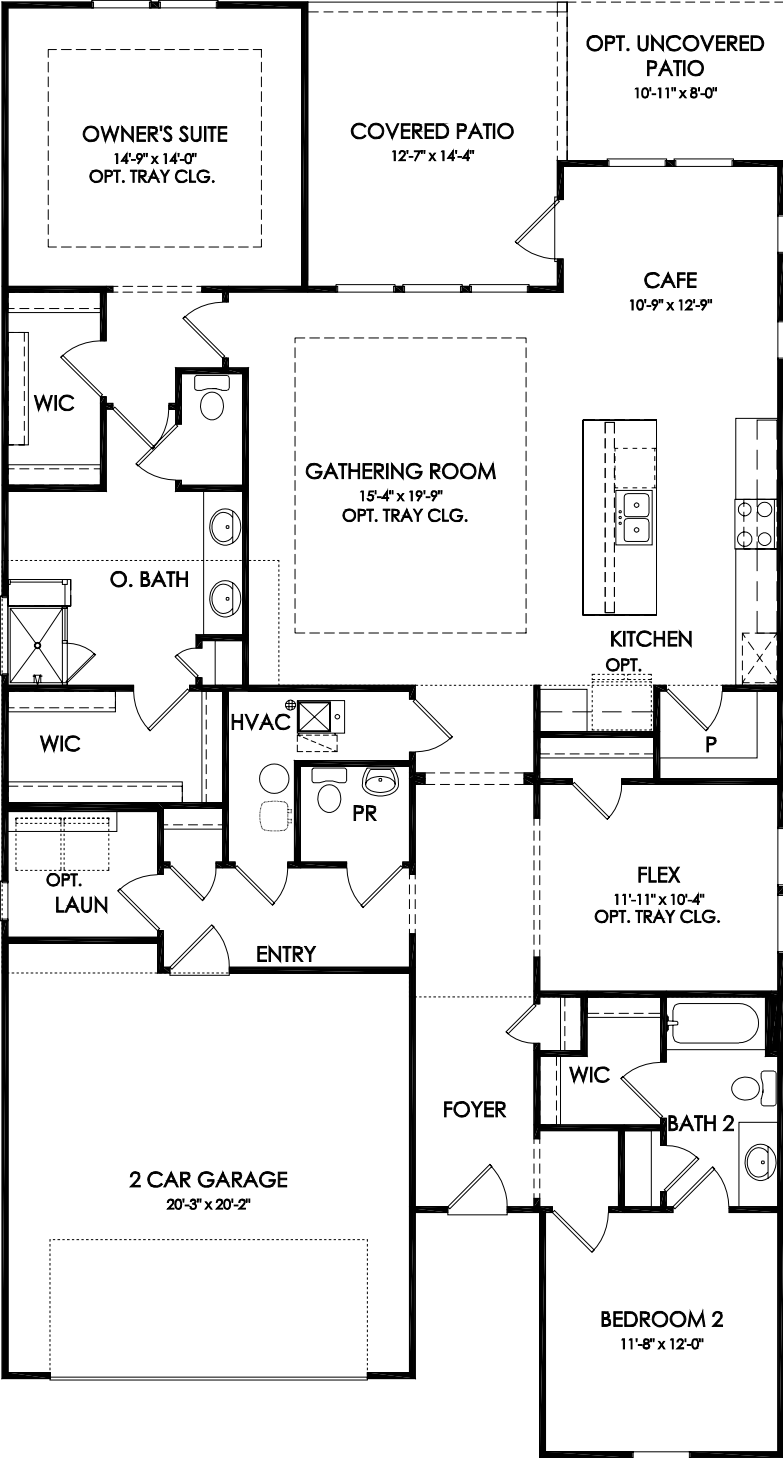 OPT. UNCOVERED
PATIO
10'-11" x 8'-0"
OWNER'S SUITE
14'-9" x 14'-0"
OPT. TRAY CLG.
COVERED PATIO
12'-7" x 14'-4"
CAFE
10'-9" x 12'-9"
WIC
GATHERING ROOM
15'-4" x 19'-9"
OPT. TRAY CLG.
O. BATH
KITCHEN
OPT.
WIC
HVAC
P
PR
OPT.
LAUN
FLEX
11'-11" x 10'-4"
OPT. TRAY CLG.
ENTRY
WIC
FOYER
BATH 2
2 CAR GARAGE
20'-3" x 20'-2"
BEDROOM 2
11'-8" x 12'-0"